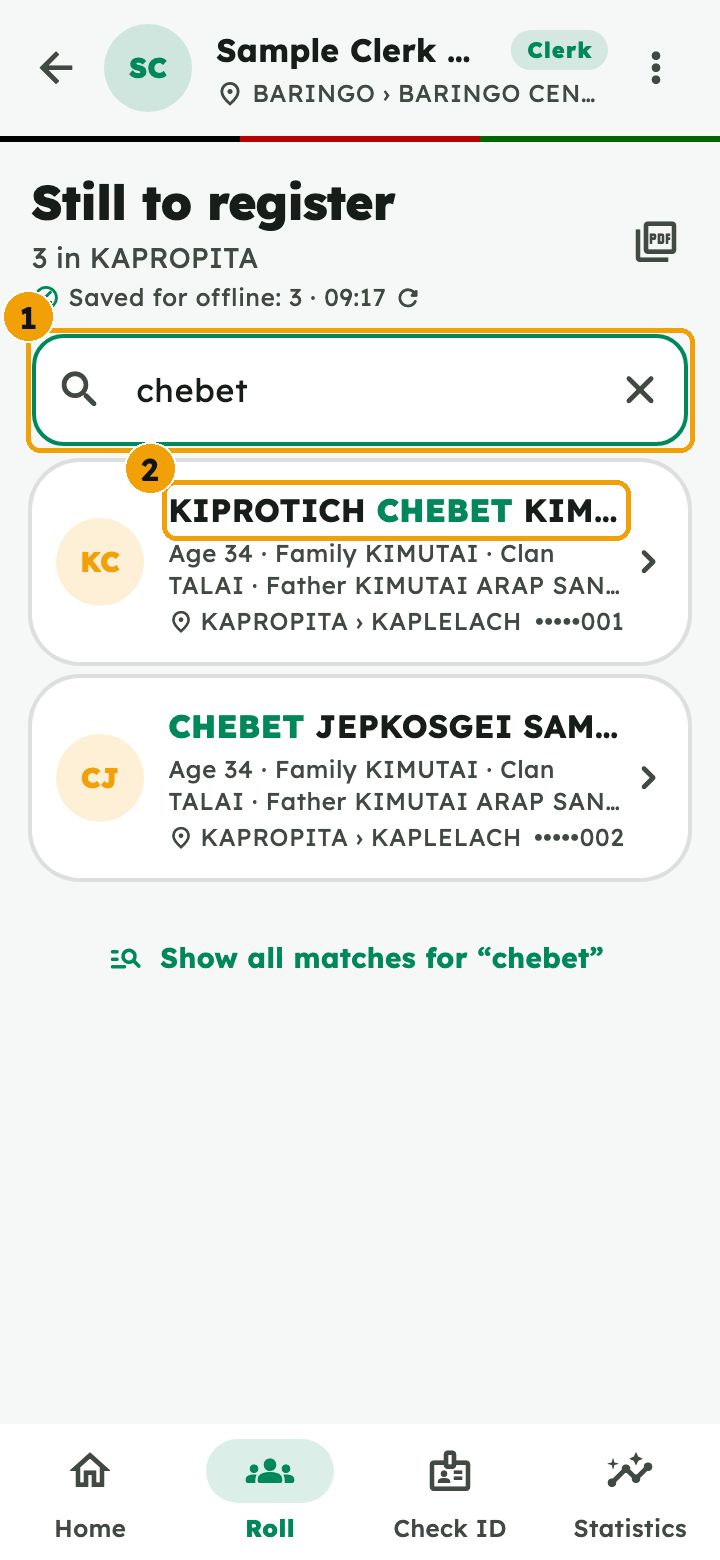 SC
Sample Clerk ...
Clerk
BARINGO › BARINGO CEN...
Still to register
3 in KAPROPITA
PDF
Saved for offline: 3 · 09:17
1
chebet
2
KC
KIPROTICH CHEBET KIM...
Age 34 · Family KIMUTAI · Clan
TALAI · Father KIMUTAI ARAP SAN...
KAPROPITA › KAPLELACH •••••001
CJ
CHEBET JEPKOSGEI SAM...
Age 34 · Family KIMUTAI · Clan
TALAI · Father KIMUTAI ARAP SAN...
KAPROPITA › KAPLELACH •••••002
Show all matches for “chebet”
Home
Roll
Check ID
Statistics